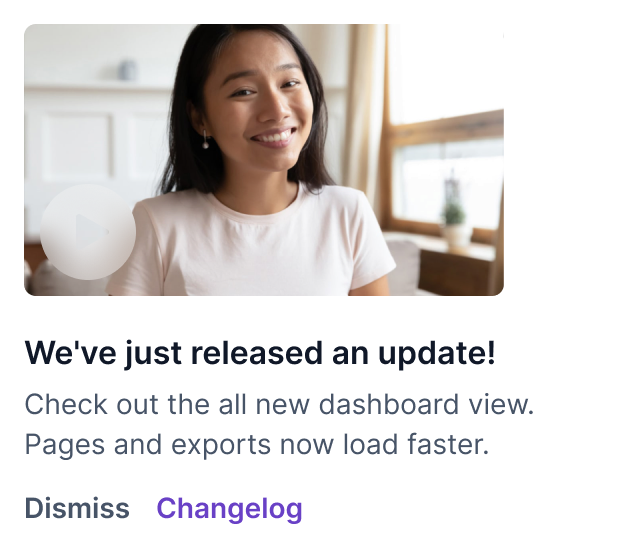 We've just released an update!
Check out the all new dashboard view.
Pages and exports now load faster.
Dismiss Changelog